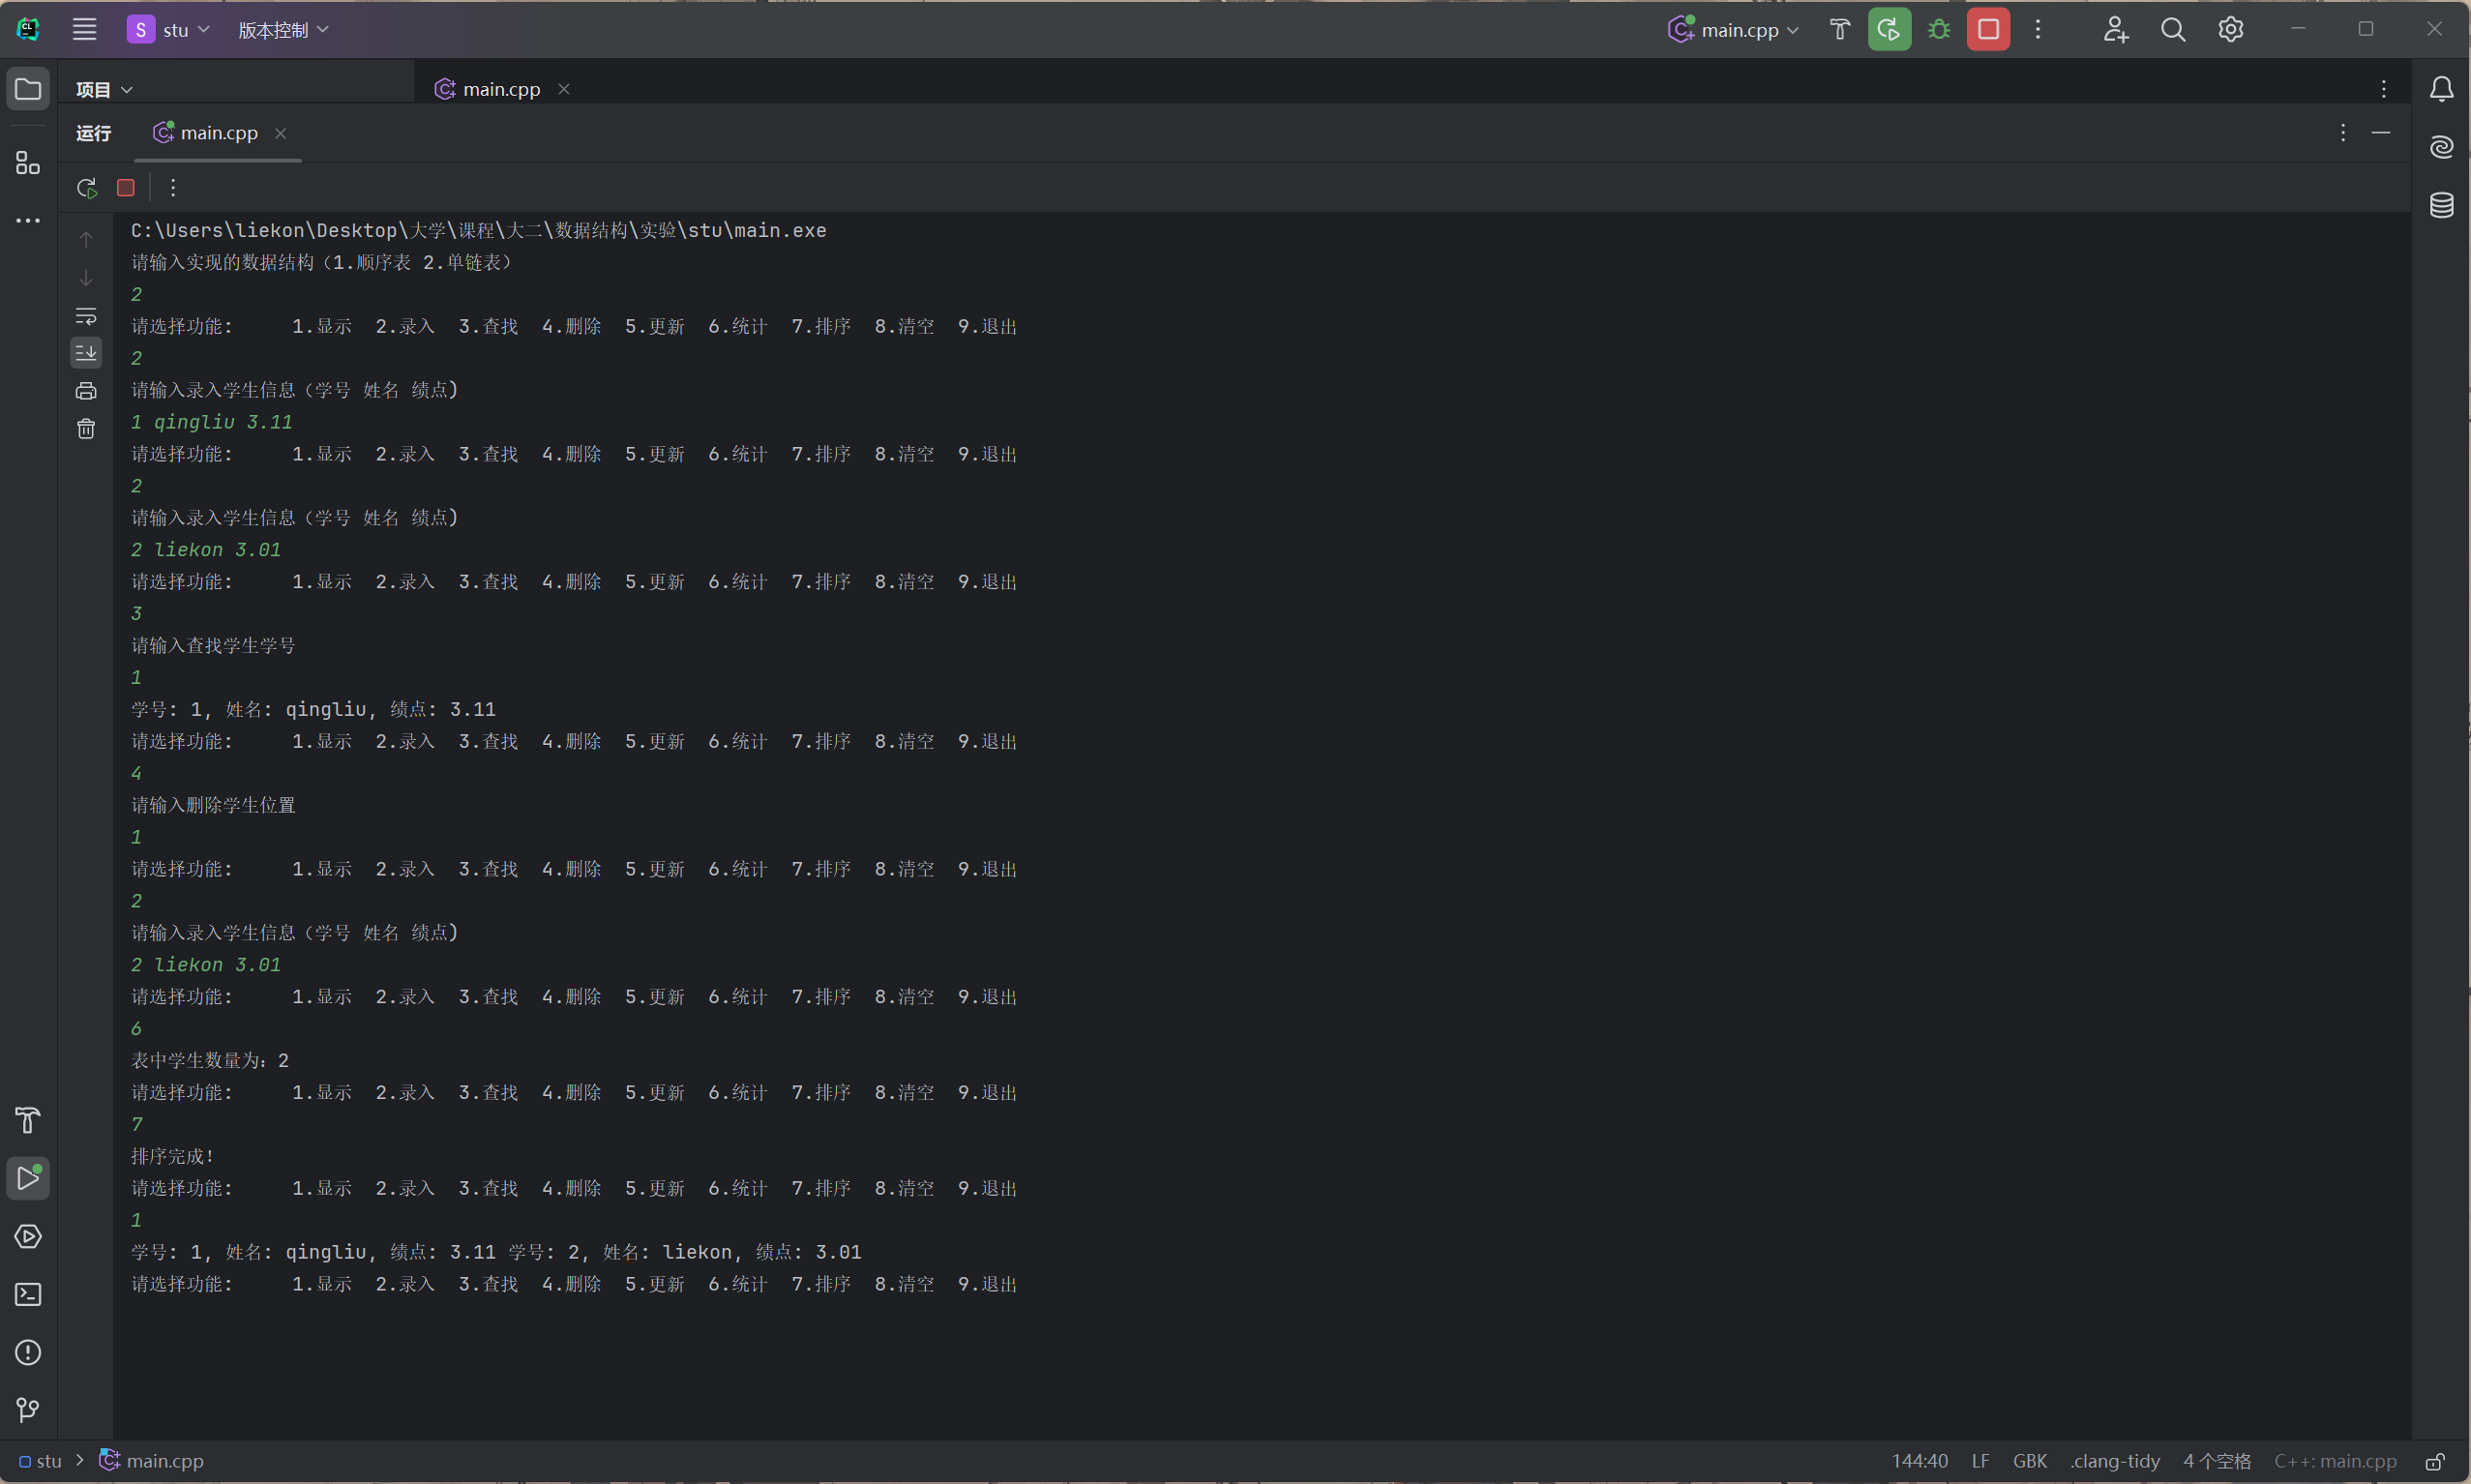 S stu 版本控制 main.cpp
项目 main.cpp
运行 main.cpp
C:\Users\liekon\Desktop\大学\课程\大二\数据结构\实验\stu\main.exe
请输入实现的数据结构（1.顺序表 2.单链表）
2
请选择功能:     1.显示  2.录入  3.查找  4.删除  5.更新  6.统计  7.排序  8.清空  9.退出
2
请输入录入学生信息（学号 姓名 绩点)
1 qingliu 3.11
请选择功能:     1.显示  2.录入  3.查找  4.删除  5.更新  6.统计  7.排序  8.清空  9.退出
2
请输入录入学生信息（学号 姓名 绩点)
2 liekon 3.01
请选择功能:     1.显示  2.录入  3.查找  4.删除  5.更新  6.统计  7.排序  8.清空  9.退出
3
请输入查找学生学号
1
学号: 1, 姓名: qingliu, 绩点: 3.11
请选择功能:     1.显示  2.录入  3.查找  4.删除  5.更新  6.统计  7.排序  8.清空  9.退出
4
请输入删除学生位置
1
请选择功能:     1.显示  2.录入  3.查找  4.删除  5.更新  6.统计  7.排序  8.清空  9.退出
2
请输入录入学生信息（学号 姓名 绩点)
2 liekon 3.01
请选择功能:     1.显示  2.录入  3.查找  4.删除  5.更新  6.统计  7.排序  8.清空  9.退出
6
表中学生数量为：2
请选择功能:     1.显示  2.录入  3.查找  4.删除  5.更新  6.统计  7.排序  8.清空  9.退出
7
排序完成!
请选择功能:     1.显示  2.录入  3.查找  4.删除  5.更新  6.统计  7.排序  8.清空  9.退出
1
学号: 1, 姓名: qingliu, 绩点: 3.11 学号: 2, 姓名: liekon, 绩点: 3.01
请选择功能:     1.显示  2.录入  3.查找  4.删除  5.更新  6.统计  7.排序  8.清空  9.退出
stu > main.cpp 144:40 LF GBK .clang-tidy 4 个空格 C++: main.cpp